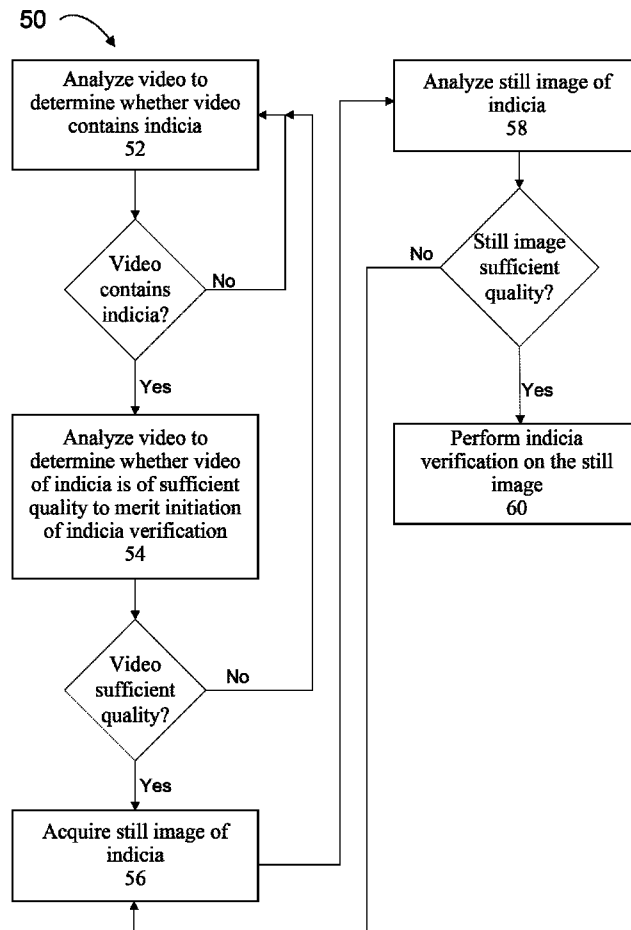 50
Analyze video to
determine whether video
contains indicia
52
Video
contains
indicia?
No
Yes
Analyze video to
determine whether video
of indicia is of sufficient
quality to merit initiation
of indicia verification
54
Video
sufficient
quality?
No
Yes
Acquire still image of
indicia
56
Analyze still image of
indicia
58
No
Still image
sufficient
quality?
Yes
Perform indicia
verification on the still
image
60